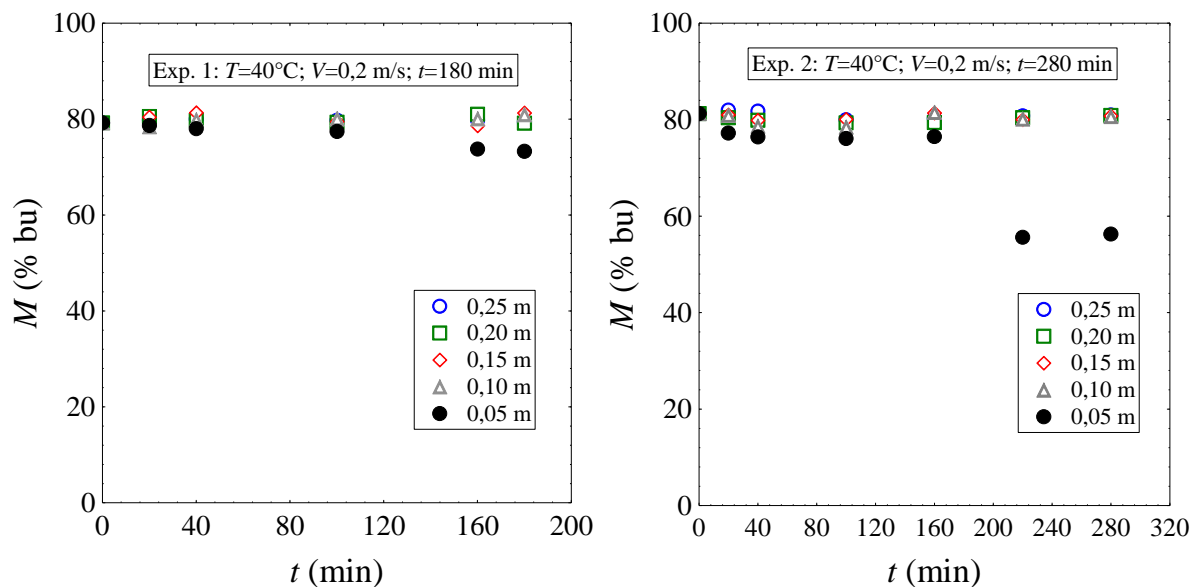 Exp. 1: T=40°C; V=0,2 m/s; t=180 min
M (% bu)
100
80
60
40
20
0
0,25 m
0,20 m
0,15 m
0,10 m
0,05 m
0 40 80 120 160 200
t (min)
Exp. 2: T=40°C; V=0,2 m/s; t=280 min
M (% bu)
100
80
60
40
20
0
0,25 m
0,20 m
0,15 m
0,10 m
0,05 m
0 40 80 120 160 200 240 280 320
t (min)